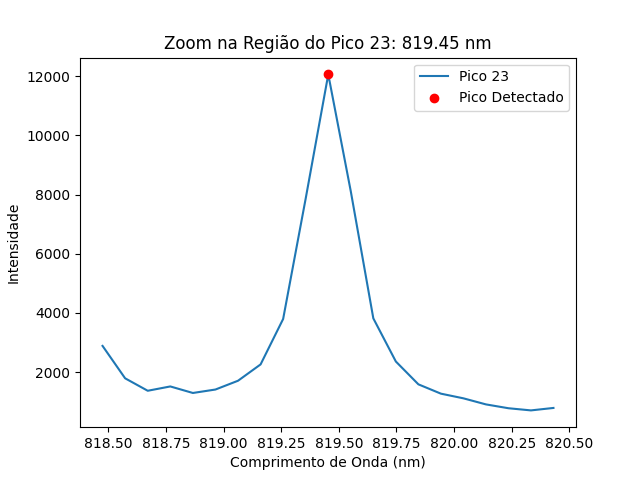 Zoom na Região do Pico 23: 819.45 nm
Pico 23
Pico Detectado
Intensidade
12000
10000
8000
6000
4000
2000
818.50 818.75 819.00 819.25 819.50 819.75 820.00 820.25 820.50
Comprimento de Onda (nm)